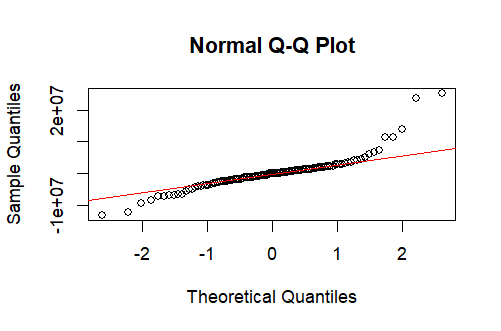 Normal Q-Q Plot
Sample Quantiles
2e+07
-1e+07
-2 -1 0 1 2
Theoretical Quantiles